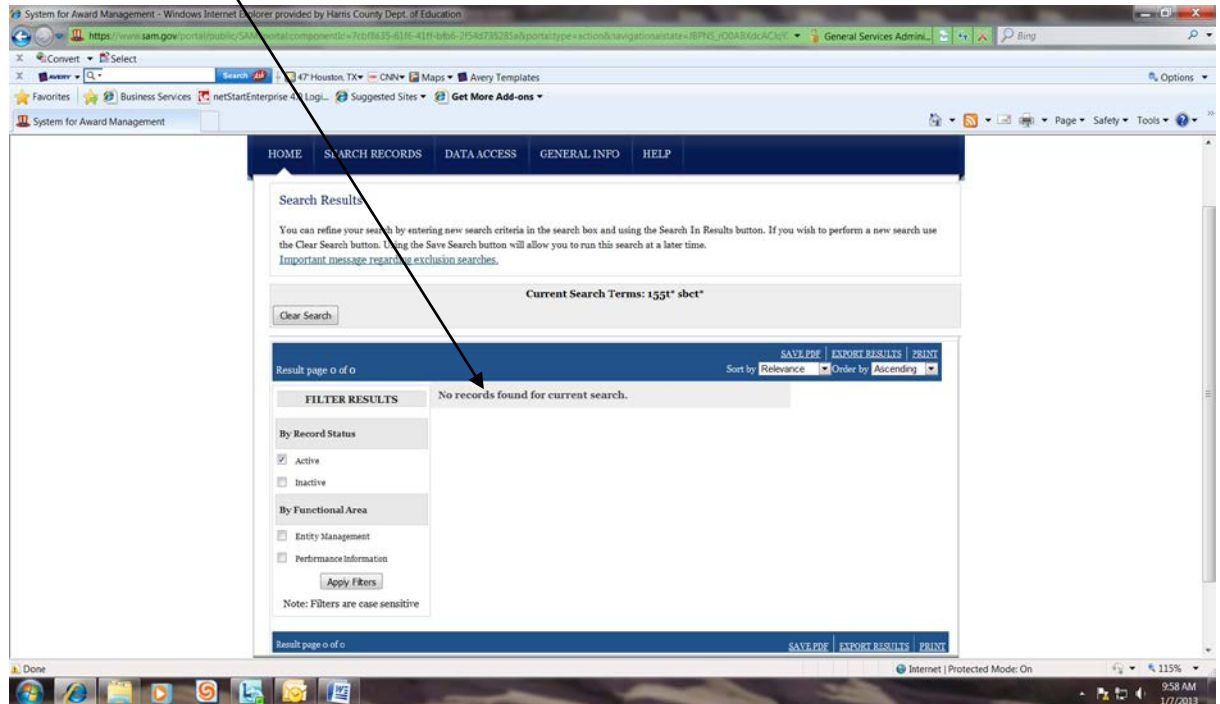 System for Award Management - Windows Internet Explorer provided by Harris County Dept. of Education
General Services Admini...
Bing
X Convert Select
X AVERY Search 47° Houston, TX CNN Maps Avery Templates Options
Favorites Business Services netStartEnterprise 4.0 Logi... Suggested Sites Get More Add-ons
System for Award Management Page Safety Tools
HOME SEARCH RECORDS DATA ACCESS GENERAL INFO HELP
Search Results
You can refine your search by entering new search criteria in the search box and using the Search In Results button. If you wish to perform a new search use
the Clear Search button. Using the Save Search button will allow you to run this search at a later time.
Important message regarding exclusion searches.
Current Search Terms: 155t* sbct*
Clear Search
SAVE PDF EXPORT RESULTS PRINT
Result page 0 of 0 Sort by Relevance Order by Ascending
FILTER RESULTS
No records found for current search.
By Record Status
Active
Inactive
By Functional Area
Entity Management
Performance Information
Apply Filters
Note: Filters are case sensitive
Result page 0 of 0 SAVE PDF EXPORT RESULTS PRINT
Done Internet | Protected Mode: On 115%
9:58 AM
1/7/2013